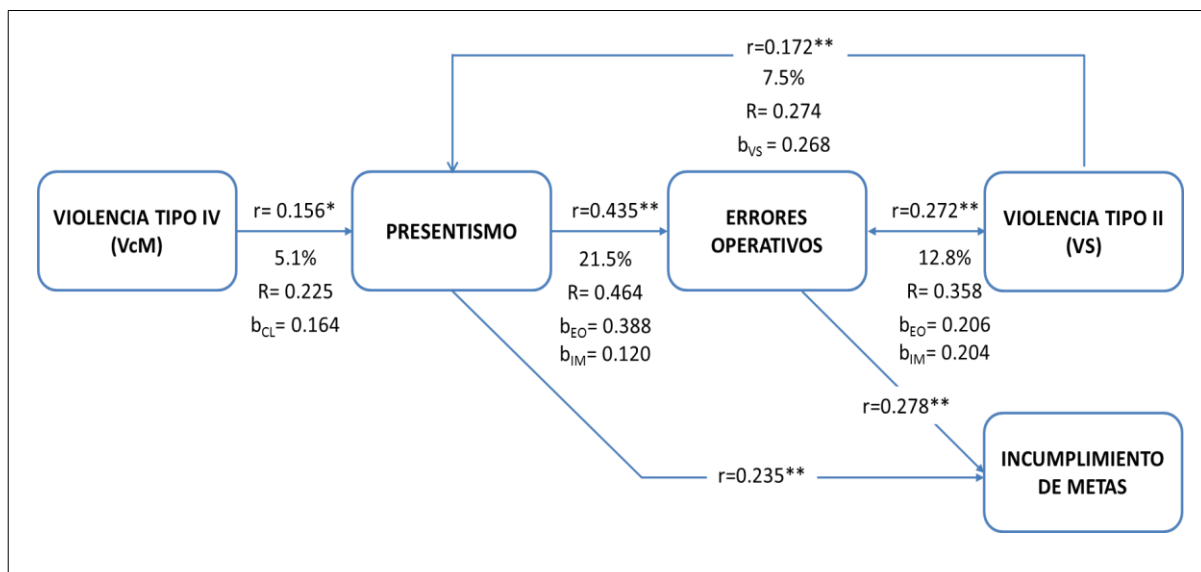 r=0.172**
7.5%
R= 0.274
bVS = 0.268
VIOLENCIA TIPO IV
(VcM)
r= 0.156*
5.1%
R= 0.225
bCL= 0.164
PRESENTISMO
r=0.435**
21.5%
R= 0.464
bEO= 0.388
bIM= 0.120
ERRORES
OPERATIVOS
r=0.272**
12.8%
R= 0.358
bEO= 0.206
bIM= 0.204
VIOLENCIA TIPO II
(VS)
r=0.278**
r=0.235**
INCUMPLIMIENTO
DE METAS